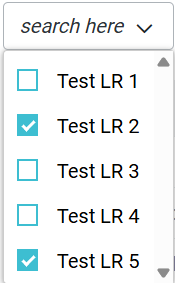 search here
Test LR 1
Test LR 2
Test LR 3
Test LR 4
Test LR 5